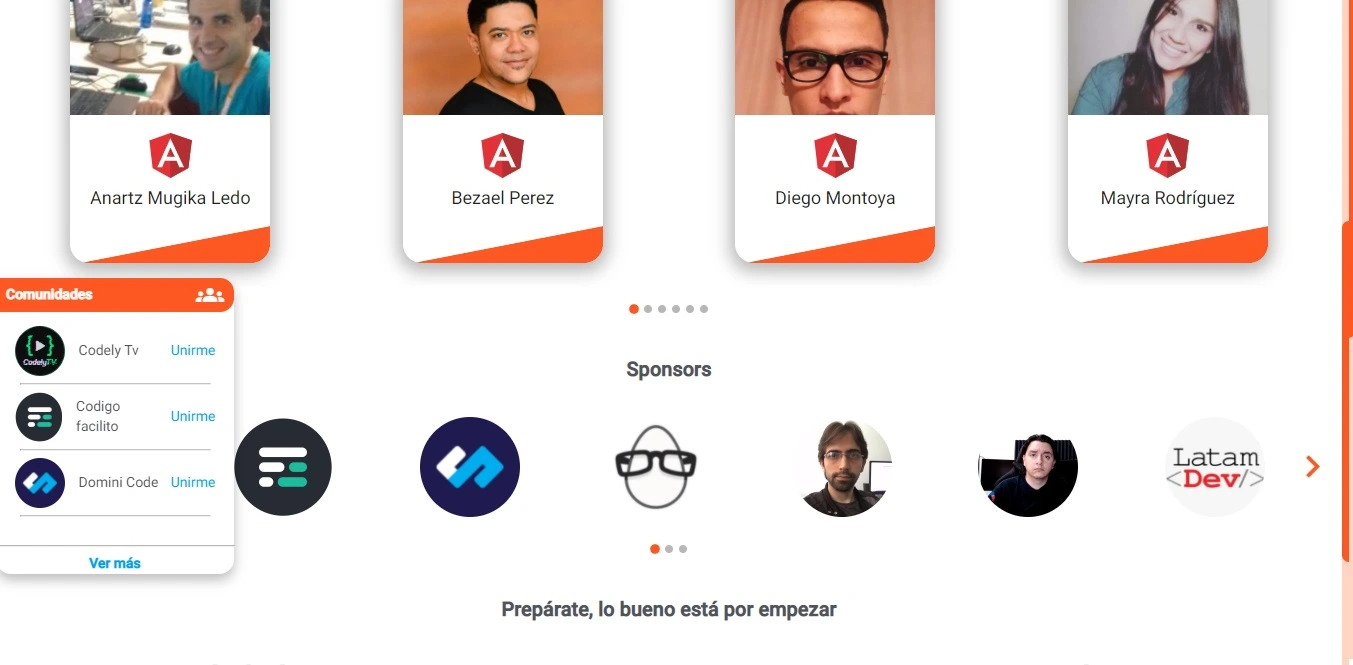 A
A
A
A
Anartz Mugika Ledo
Bezael Perez
Diego Montoya
Mayra Rodríguez
Comunidades
{ }
CodelyTV
Codely Tv
Unirme
Codigo
facilito
Unirme
Domini Code
Unirme
Ver más
Sponsors
Latam
<Dev/>
Prepárate, lo bueno está por empezar